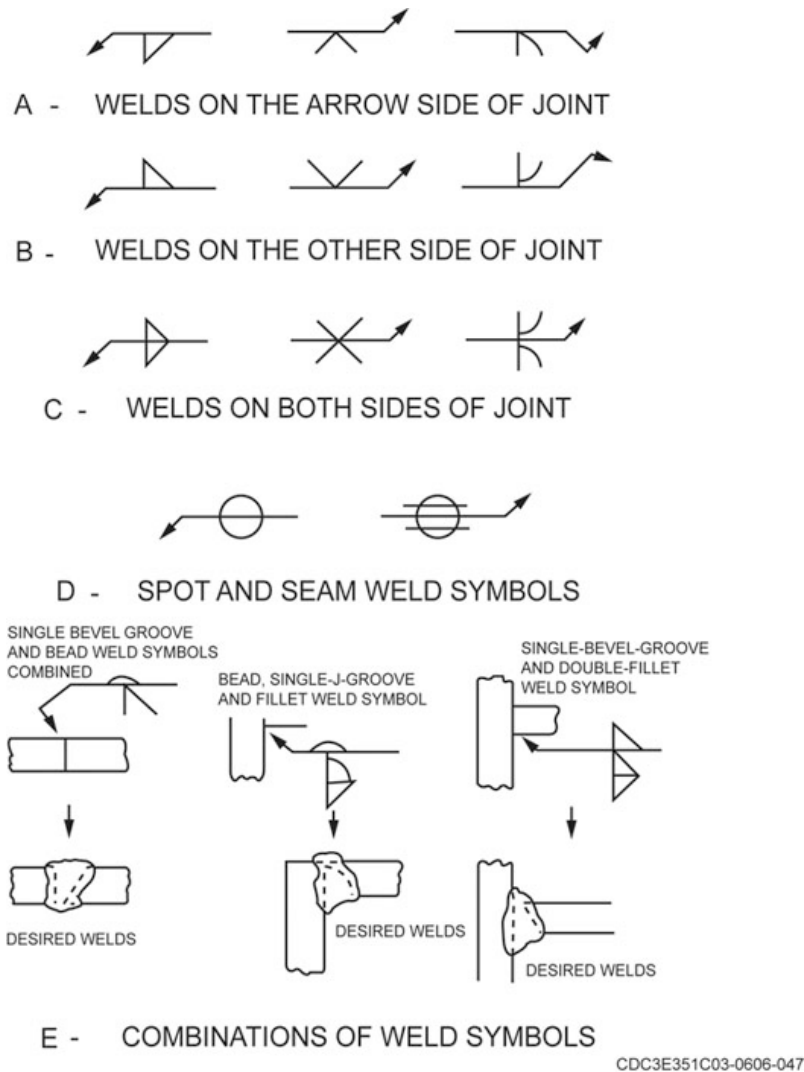 A - WELDS ON THE ARROW SIDE OF JOINT
B - WELDS ON THE OTHER SIDE OF JOINT
C - WELDS ON BOTH SIDES OF JOINT
D - SPOT AND SEAM WELD SYMBOLS
SINGLE BEVEL GROOVE
AND BEAD WELD SYMBOLS
COMBINED
BEAD, SINGLE-J-GROOVE
AND FILLET WELD SYMBOL
SINGLE-BEVEL-GROOVE
AND DOUBLE-FILLET
WELD SYMBOL
DESIRED WELDS
DESIRED WELDS
DESIRED WELDS
E - COMBINATIONS OF WELD SYMBOLS
CDC3E351C03-0606-047